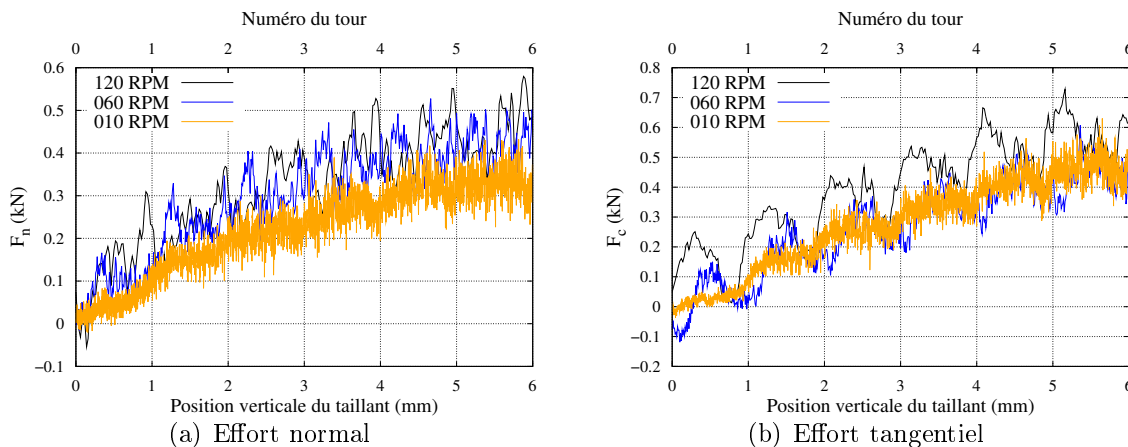 Numéro du tour
0 1 2 3 4 5 6
0.6
0.5
0.4
0.3
0.2
0.1
0
−0.1
F_n (kN)
120 RPM
060 RPM
010 RPM
0 1 2 3 4 5 6
Position verticale du taillant (mm)
(a) Effort normal
Numéro du tour
0 1 2 3 4 5 6
0.8
0.7
0.6
0.5
0.4
0.3
0.2
0.1
0
−0.1
−0.2
F_c (kN)
120 RPM
060 RPM
010 RPM
0 1 2 3 4 5 6
Position verticale du taillant (mm)
(b) Effort tangentiel